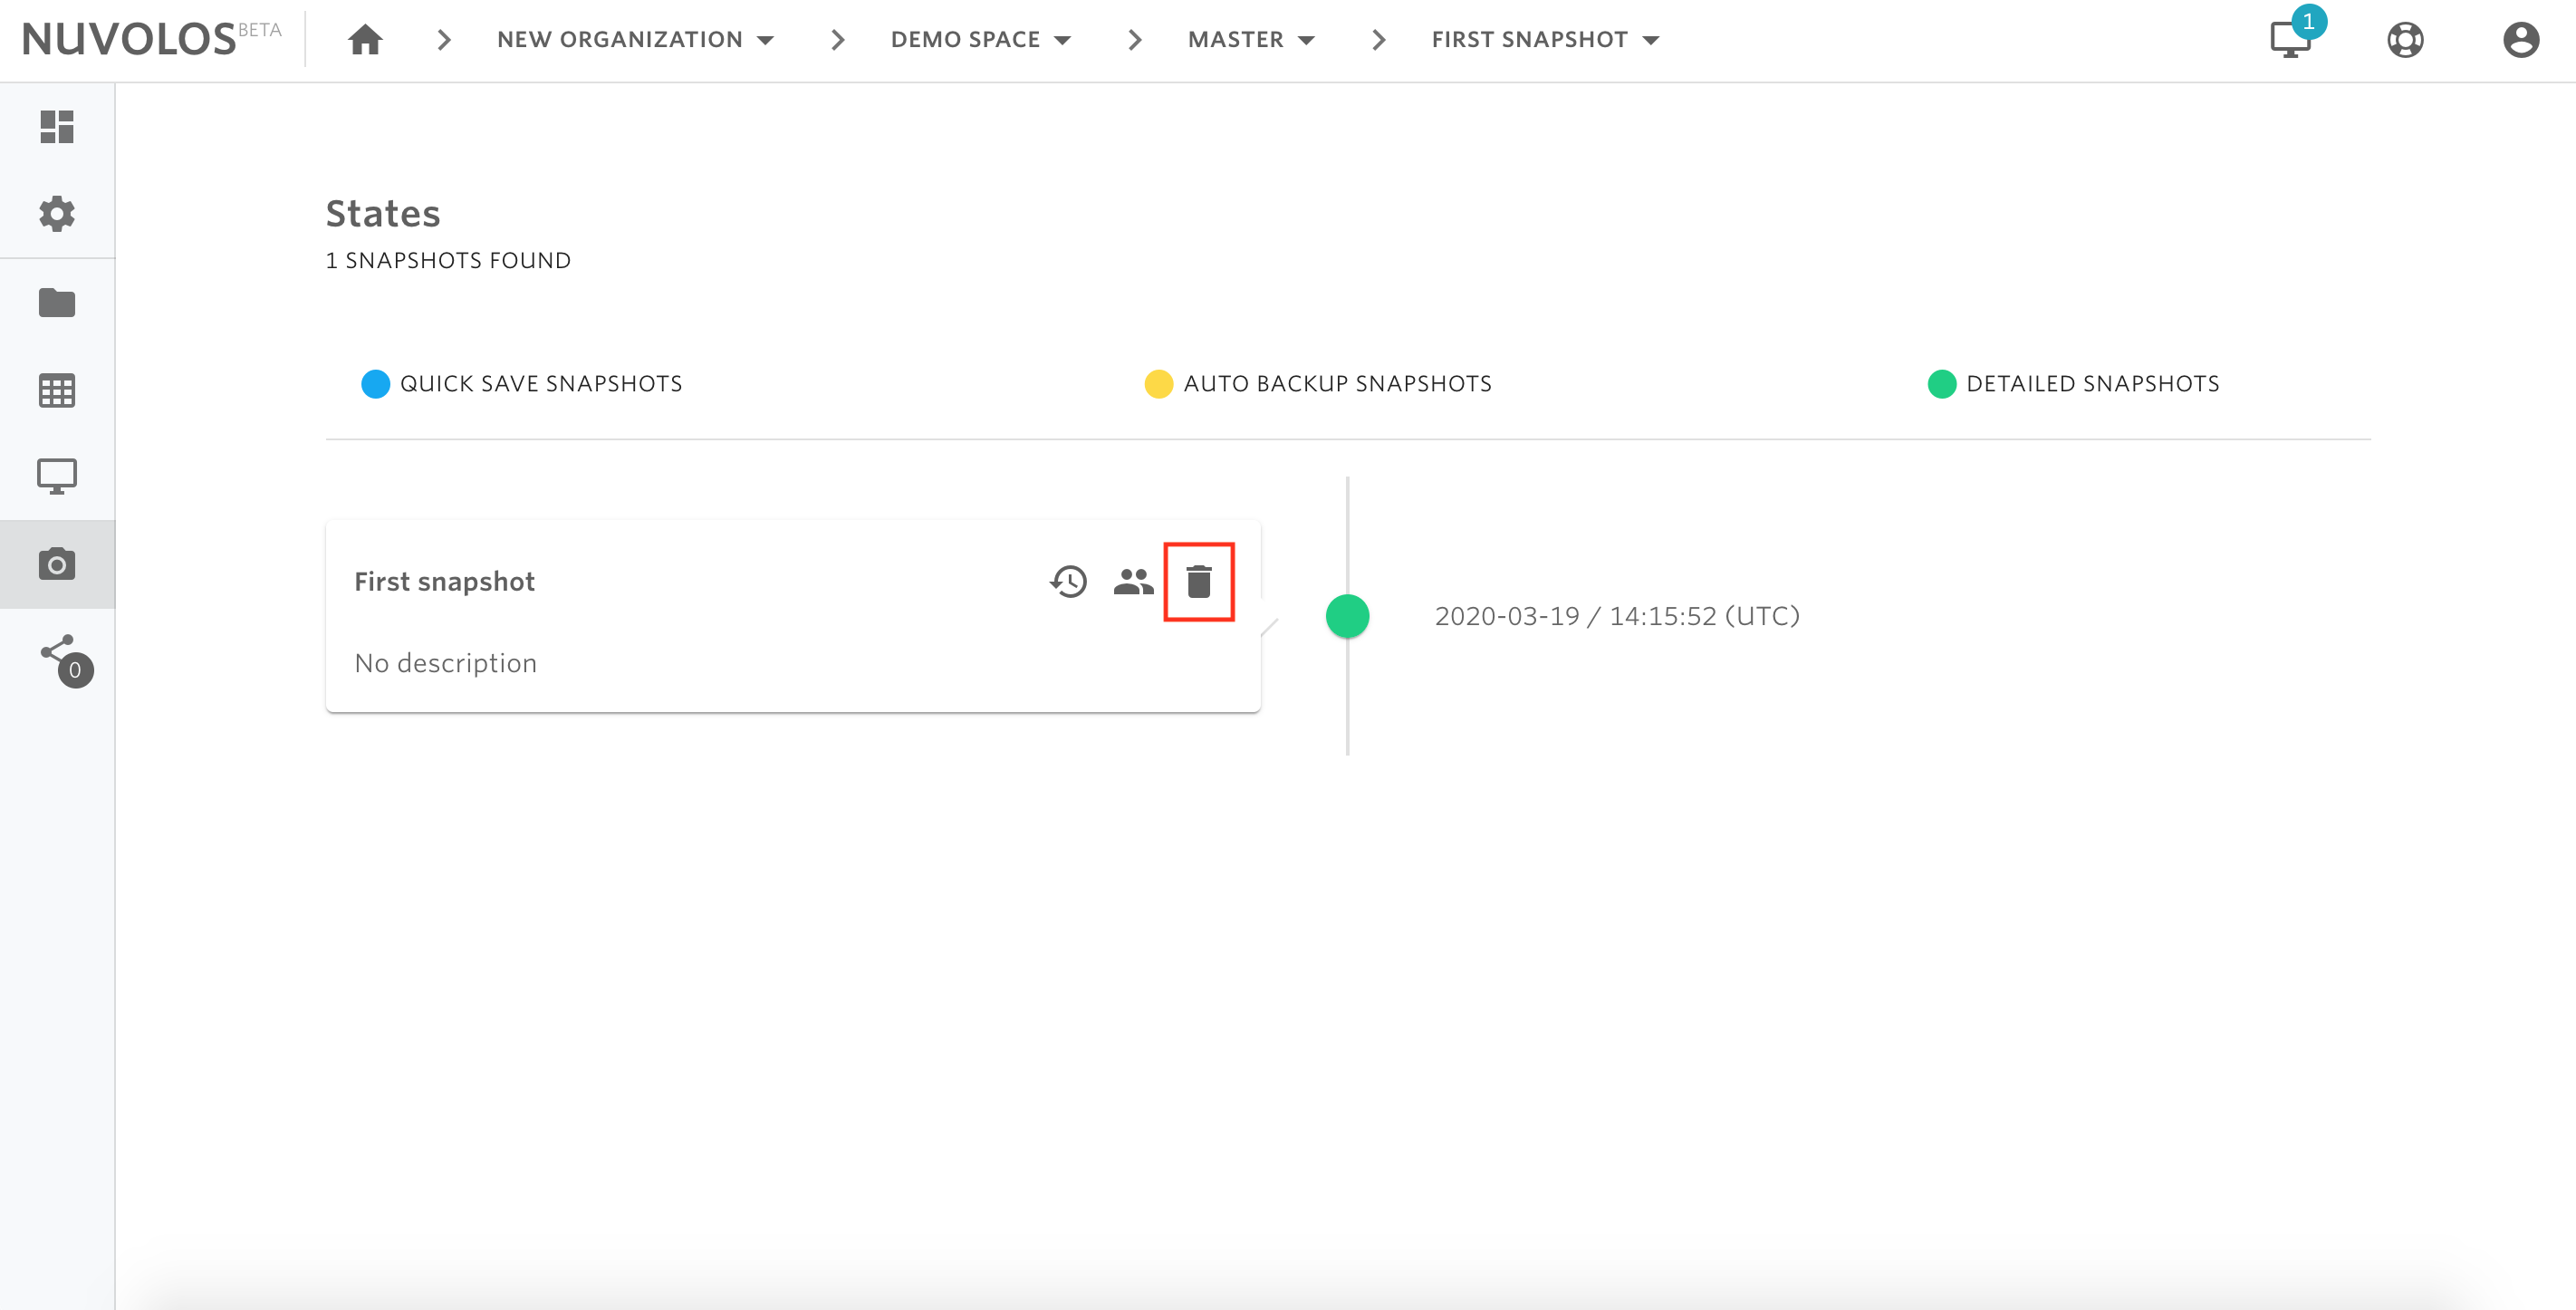 NUVOLOS BETA
NEW ORGANIZATION
DEMO SPACE
MASTER
FIRST SNAPSHOT
1
States
1 SNAPSHOTS FOUND
QUICK SAVE SNAPSHOTS
AUTO BACKUP SNAPSHOTS
DETAILED SNAPSHOTS
First snapshot
No description
2020-03-19 / 14:15:52 (UTC)
0